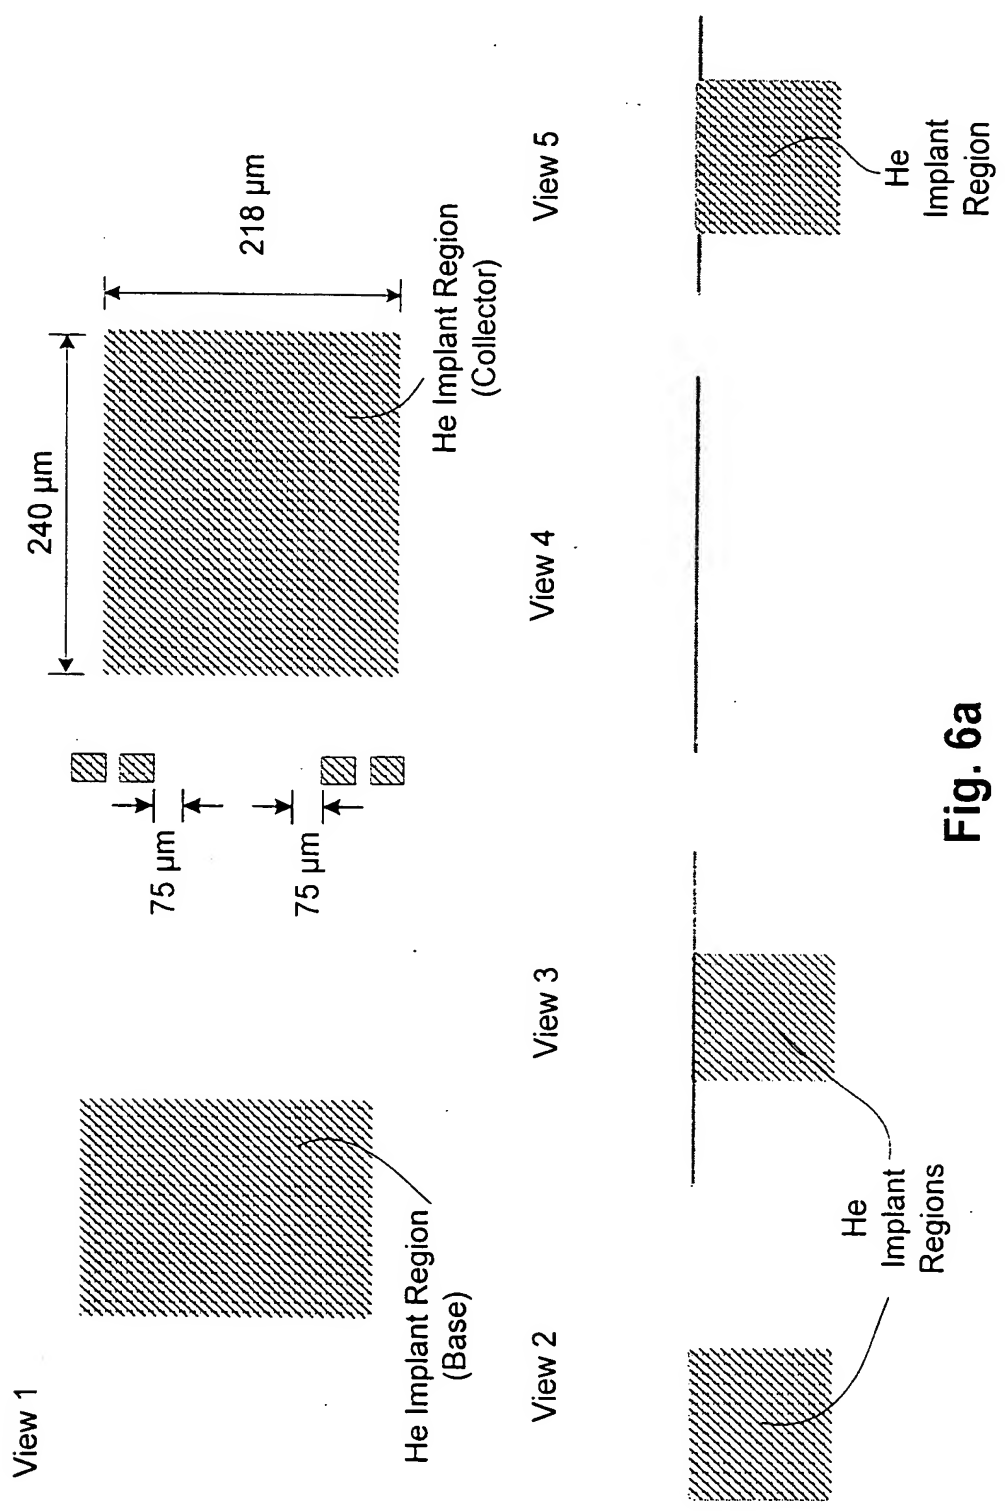 View 1
He Implant Region
(Base)
75 µm
75 µm
240 µm
218 µm
He Implant Region
(Collector)
View 2
View 3
View 4
View 5
He
Implant
Regions
He
Implant
Region
Fig. 6a